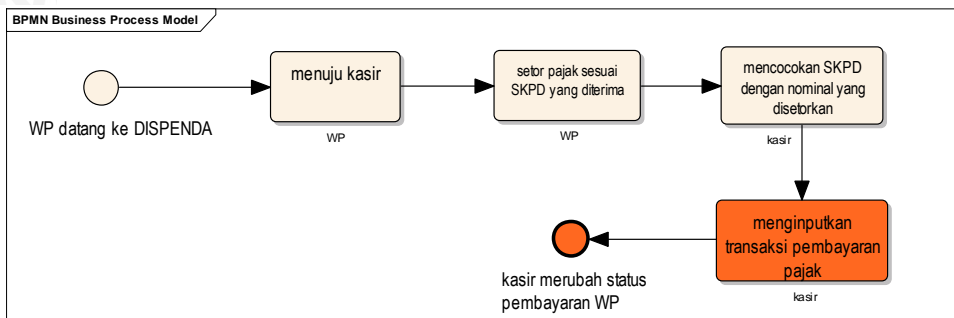 BPMN Business Process Model
menuju kasir
WP
setor pajak sesuai
SKPD yang diterima
WP
mencocokan SKPD
dengan nominal yang
disetorkan
kasir
WP datang ke DISPENDA
menginputkan
transaksi pembayaran
pajak
kasir
kasir merubah status
pembayaran WP